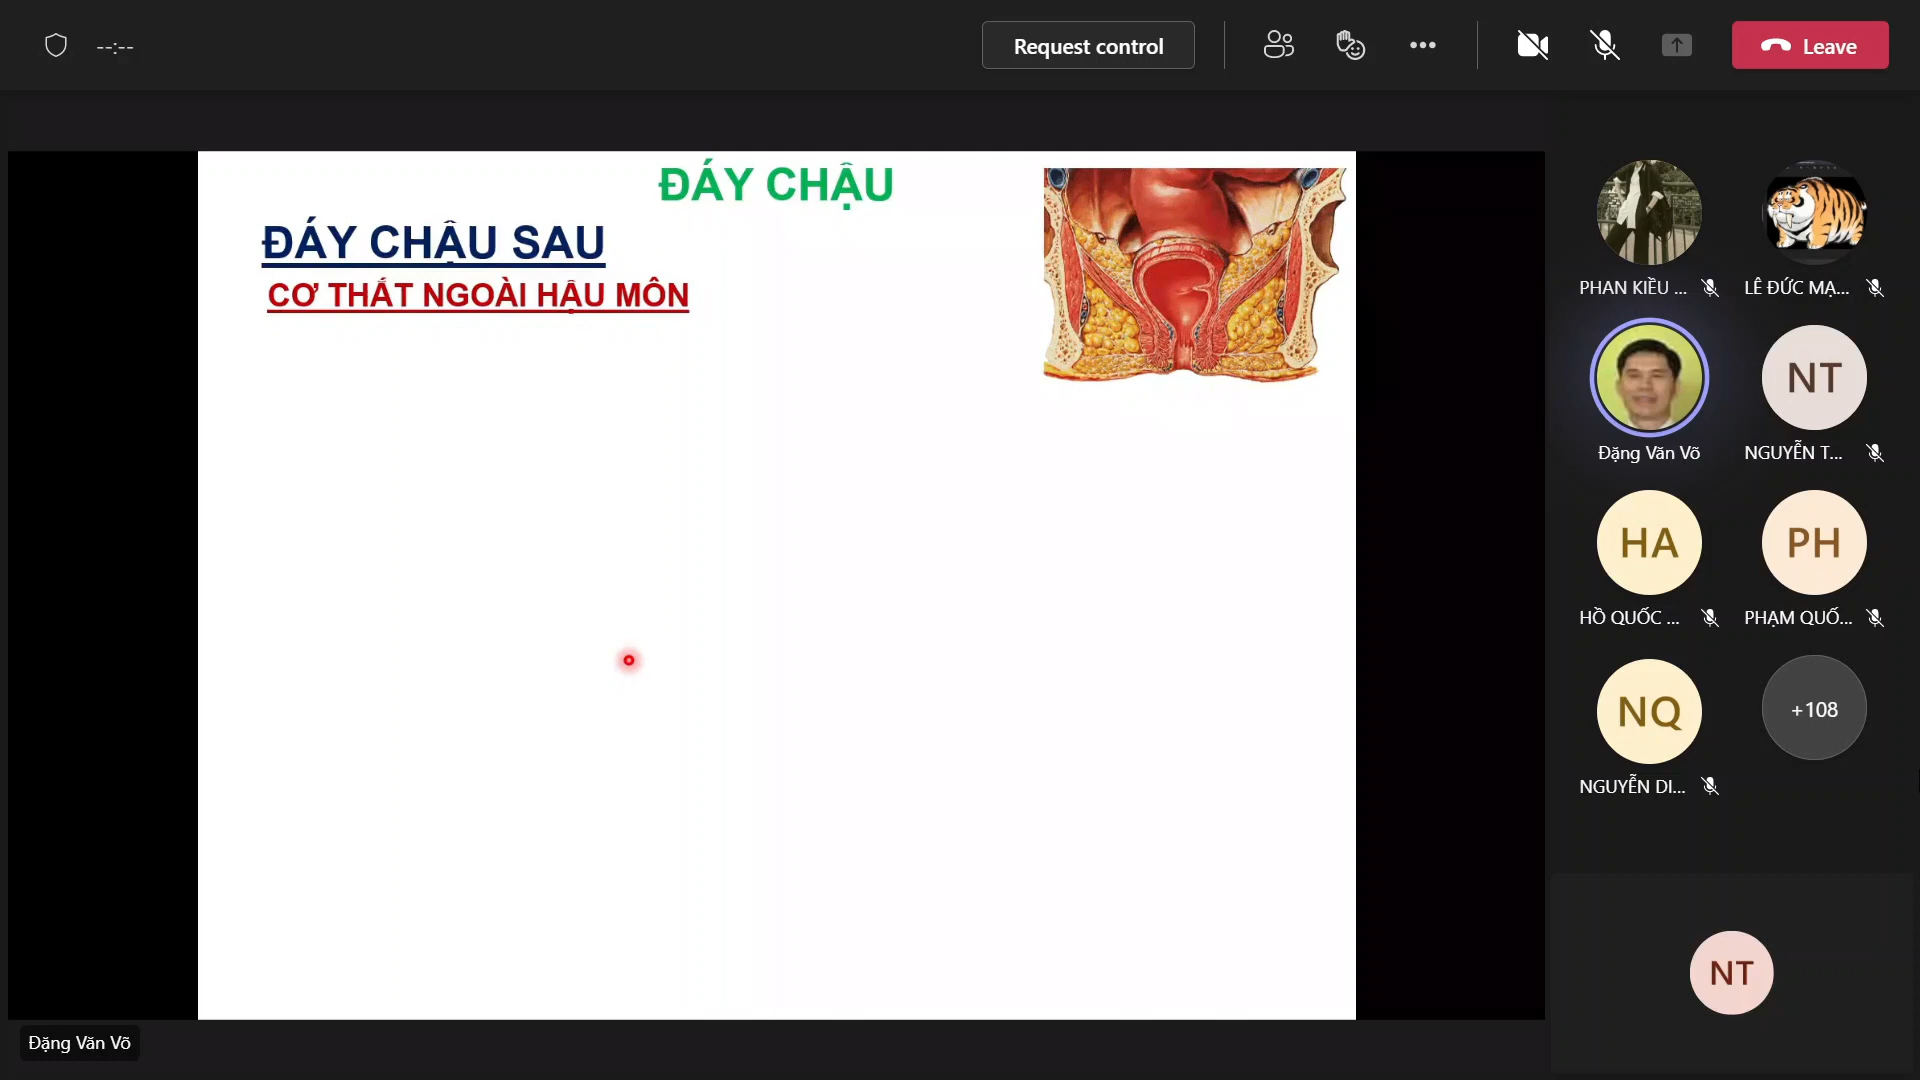 --:--
Request control
Leave
ĐÁY CHẬU
ĐÁY CHẬU SAU
CƠ THẮT NGOÀI HẬU MÔN
PHAN KIỀU ...
LÊ ĐỨC MẠ...
NT
Đặng Văn Võ
NGUYỄN T...
HA
PH
HỒ QUỐC ...
PHẠM QUỐ...
NQ
+108
NGUYỄN DI...
NT
Đặng Văn Võ